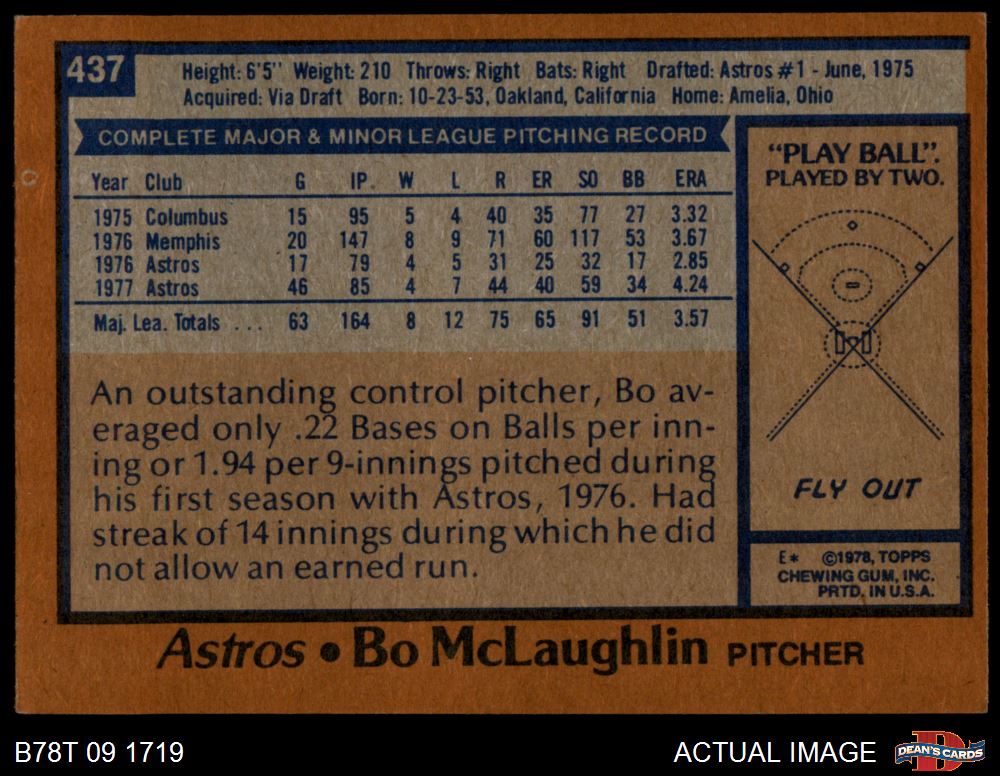 437
Height: 6'5" Weight: 210 Throws: Right Bats: Right Drafted: Astros #1 - June, 1975
Acquired: Via Draft Born: 10-23-53, Oakland, California Home: Amelia, Ohio
COMPLETE MAJOR & MINOR LEAGUE PITCHING RECORD
Year Club G IP. W L R ER SO BB ERA
1975 Columbus 15 95 5 4 40 35 77 27 3.32
1976 Memphis 20 147 8 9 71 60 117 53 3.67
1976 Astros 17 79 4 5 31 25 32 17 2.85
1977 Astros 46 85 4 7 44 40 59 34 4.24
Maj. Lea. Totals . . . 63 164 8 12 75 65 91 51 3.57
An outstanding control pitcher, Bo av-
eraged only .22 Bases on Balls per inn-
ing or 1.94 per 9-innings pitched during
his first season with Astros, 1976. Had
streak of 14 innings during which he did
not allow an earned run.
"PLAY BALL".
PLAYED BY TWO.
FLY OUT
E* ©1978, TOPPS
CHEWING GUM, INC.
PRTD. IN U.S.A.
Astros • Bo McLaughlin PITCHER
B78T 09 1719
ACTUAL IMAGE
DEAN'S CARDS